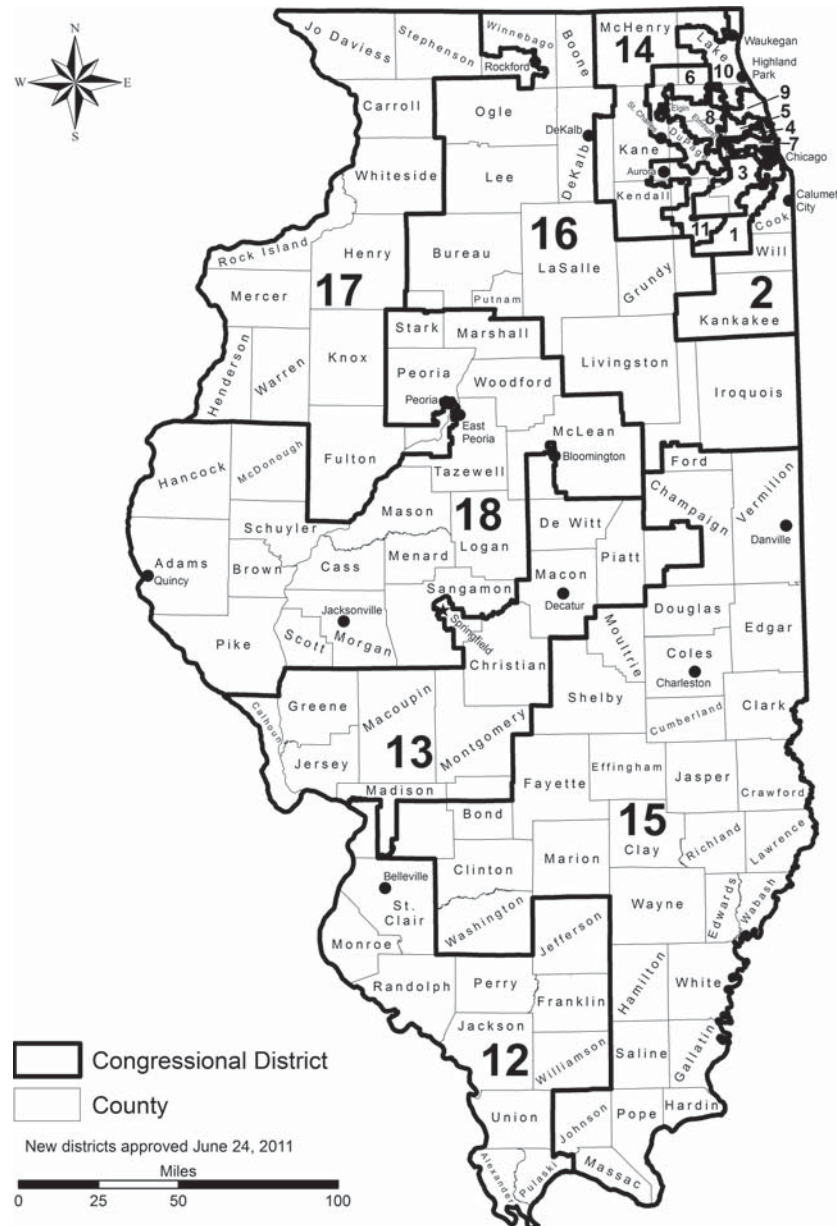 N
W
E
S
Jo Daviess
Stephenson
Winnebago
Rockford
Boone
McHenry
14
Lake
Waukegan
Highland
Park
10
6
9
5
4
7
8
Chicago
Carroll
Ogle
DeKalb
DeKalb
Kane
Elgin
St. Charles
Elmhurst
DuPage
Aurora
3
Calumet
City
Whiteside
Lee
Kendall
11
1
Cook
Will
Rock Island
Henry
Bureau
16
LaSalle
Putnam
Grundy
2
Kankakee
Mercer
17
Stark
Marshall
Henderson
Warren
Knox
Peoria
Peoria
Woodford
Livingston
Iroquois
East
Peoria
McLean
Bloomington
Fulton
Tazewell
Ford
Hancock
McDonough
Mason
18
Logan
De Witt
Champaign
Vermilion
Danville
Schuyler
Adams
Quincy
Brown
Cass
Menard
Piatt
Macon
Decatur
Sangamon
Springfield
Jacksonville
Morgan
Scott
Pike
Christian
Moultrie
Douglas
Edgar
Coles
Charleston
Shelby
Cumberland
Clark
Calhoun
Greene
Macoupin
Montgomery
Jersey
13
Madison
Fayette
Effingham
Jasper
Crawford
Bond
15
Clay
Richland
Lawrence
Clinton
Marion
Belleville
St.
Clair
Washington
Wayne
Edwards
Wabash
Monroe
Jefferson
Randolph
Perry
Franklin
Hamilton
White
Jackson
12
Williamson
Saline
Gallatin
Union
Johnson
Pope
Hardin
Alexander
Pulaski
Massac
Congressional District
County
New districts approved June 24, 2011
Miles
0 25 50 100